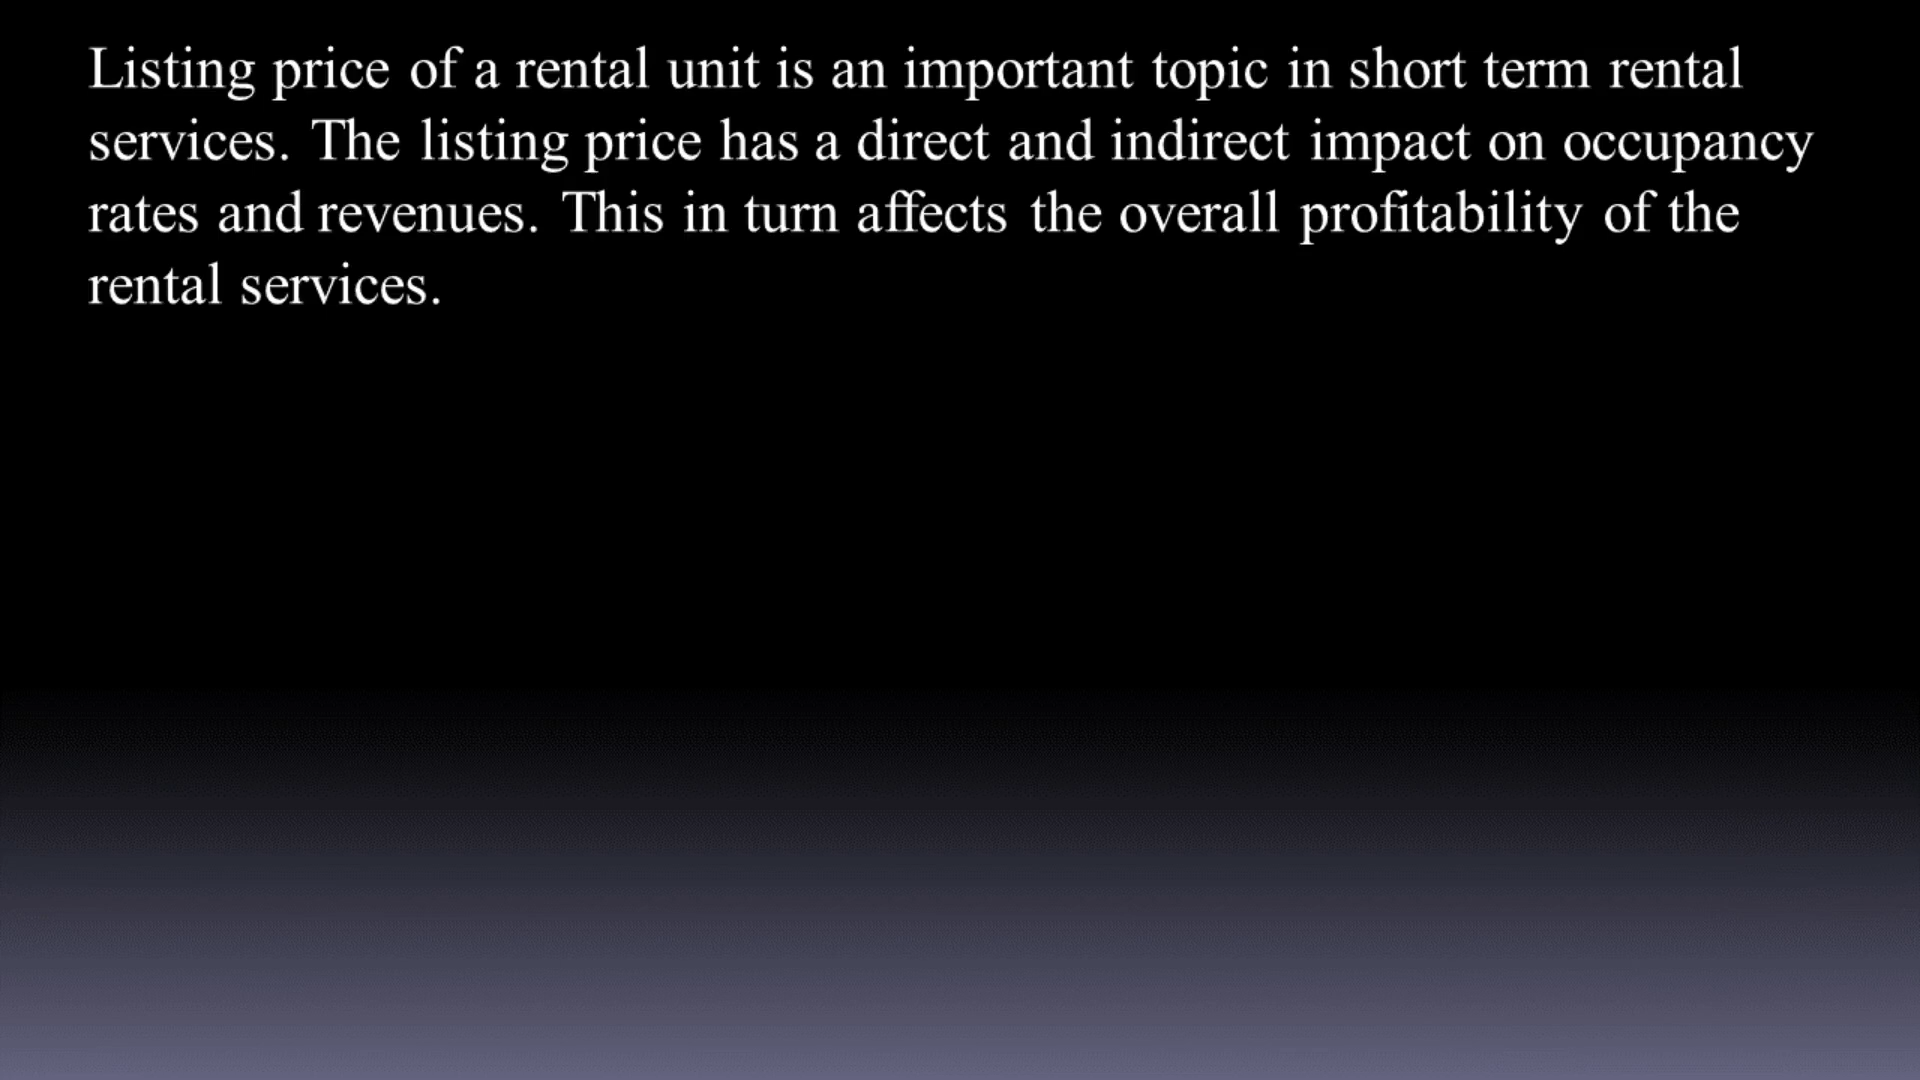 Listing price of a rental unit is an important topic in short term rental
services. The listing price has a direct and indirect impact on occupancy
rates and revenues. This in turn affects the overall profitability of the
rental services.